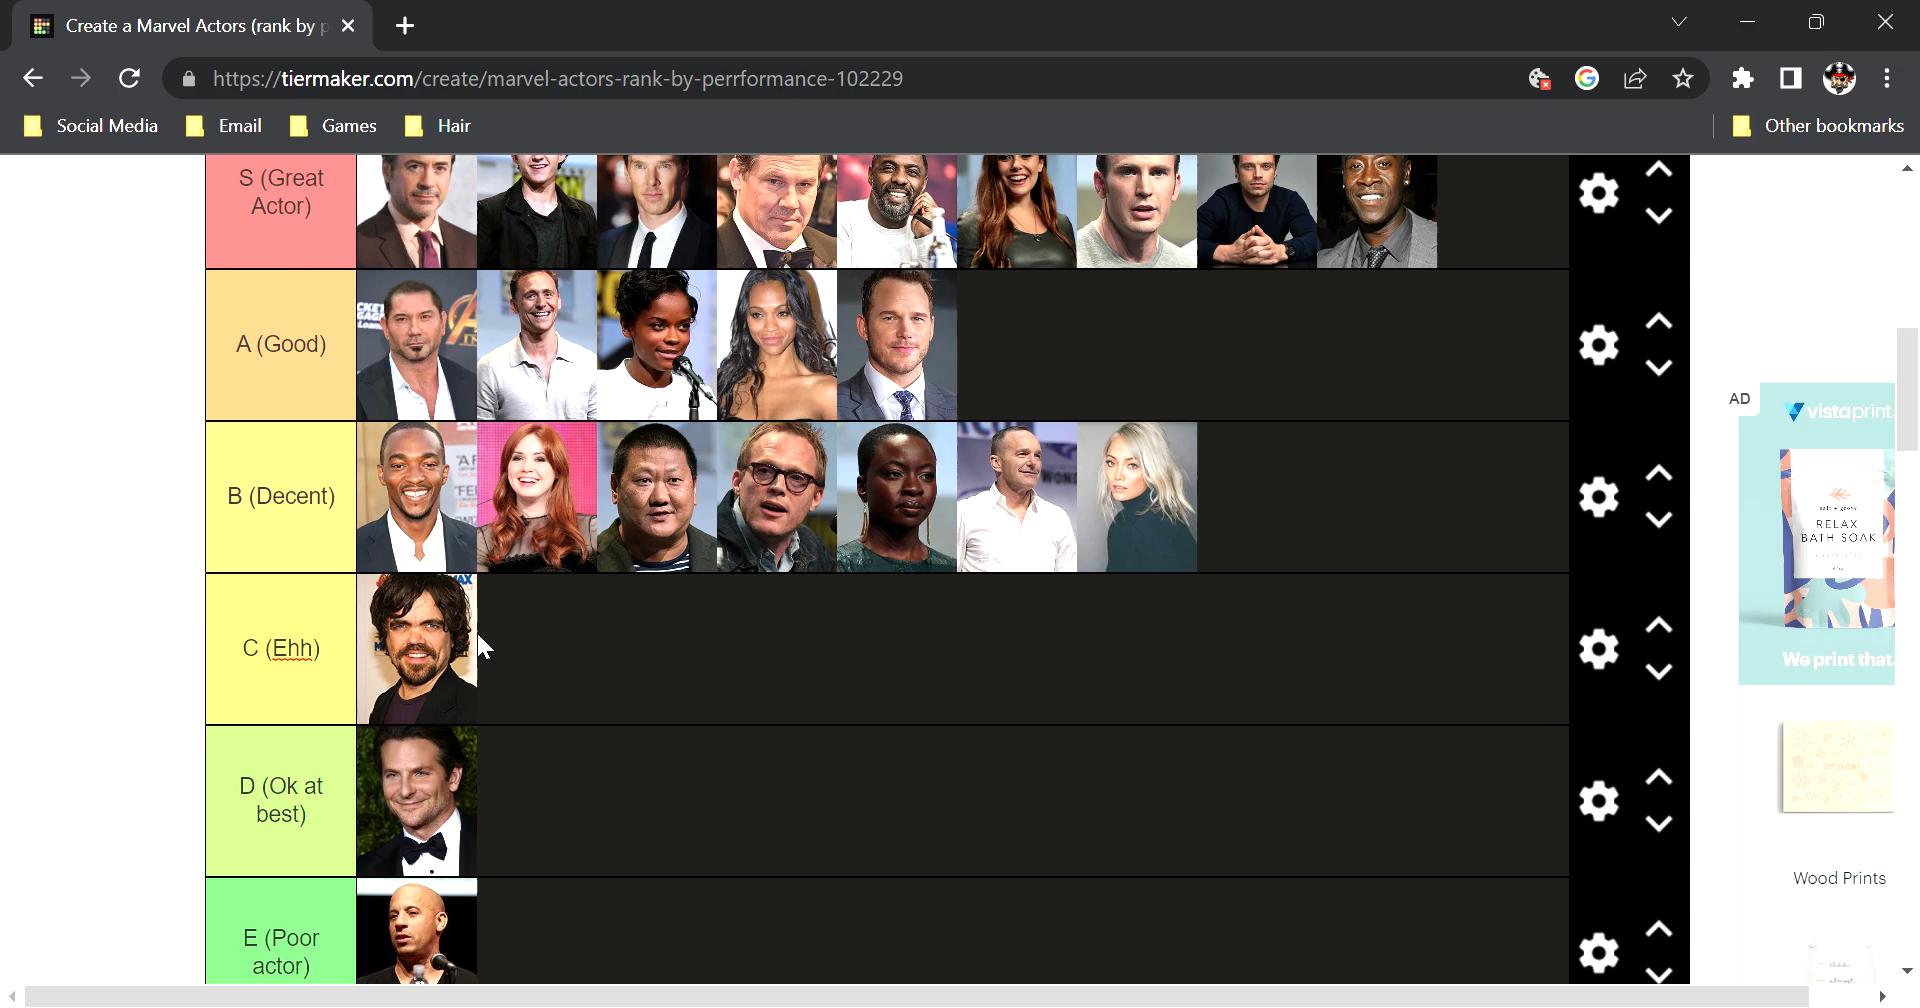 Create a Marvel Actors (rank by p
https://tiermaker.com/create/marvel-actors-rank-by-perrformance-102229
Social Media
Email
Games
Hair
Other bookmarks
S (Great
Actor)
A (Good)
B (Decent)
C (Ehh)
D (Ok at
best)
E (Poor
actor)
AD
vistaprint.
salt + grove
RELAX
BATH SOAK
We print that.
Wood Prints